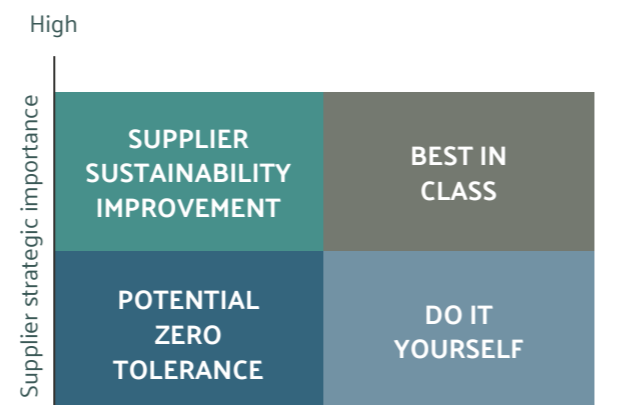 High
Supplier strategic importance
SUPPLIER
SUSTAINABILITY
IMPROVEMENT
BEST IN
CLASS
POTENTIAL
ZERO
TOLERANCE
DO IT
YOURSELF